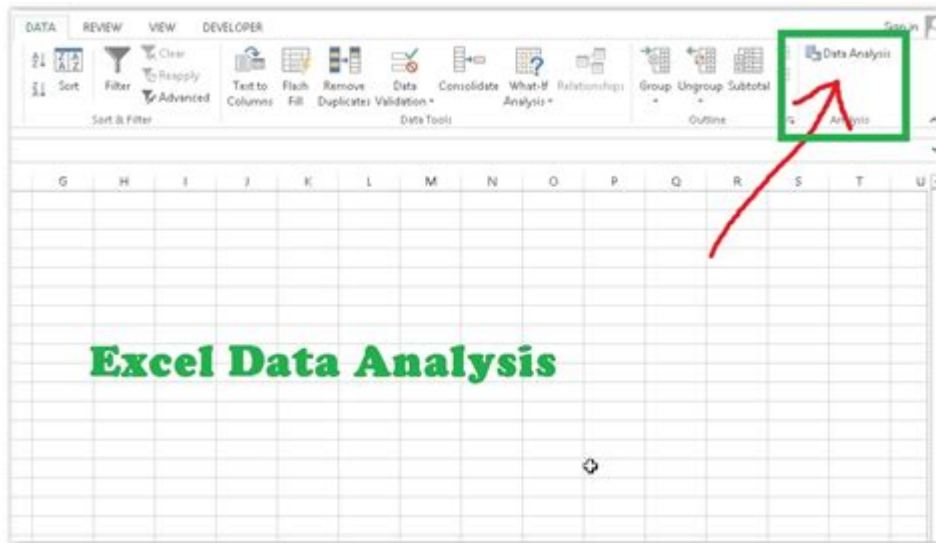 DATA REVIEW VIEW DEVELOPER Sign in
Sort
Filter
Clear
Reapply
Advanced
Text to Columns
Flash Fill
Remove Duplicates
Data Validation
Consolidate
What-If Analysis
Relationships
Group
Ungroup
Subtotal
Data Analysis
Sort & Filter
Data Tools
Outline
Analysis
G H I J K L M N O P Q R S T U
Excel Data Analysis